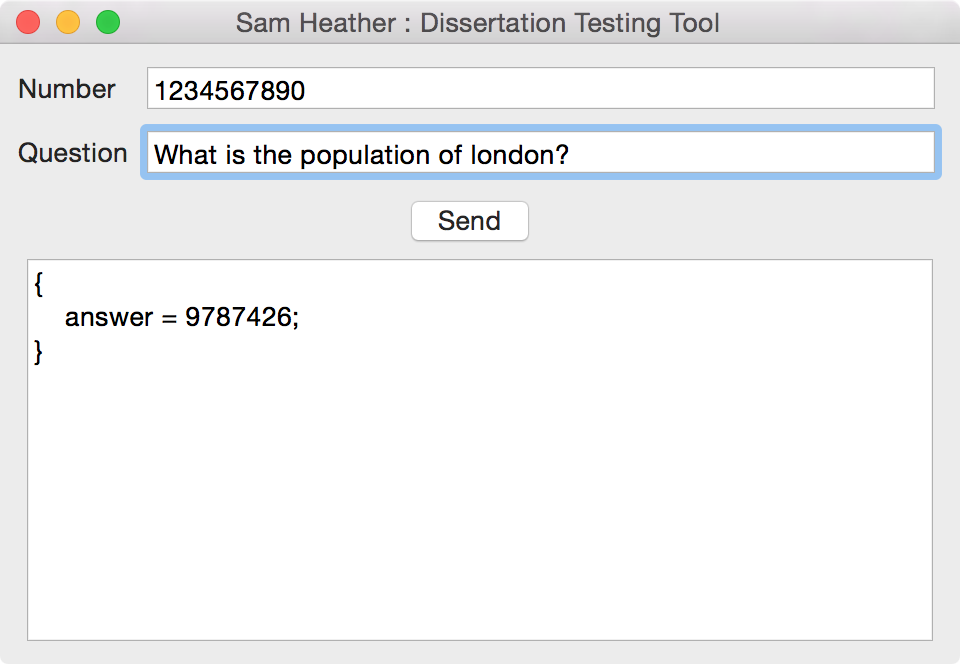 Sam Heather : Dissertation Testing Tool
Number 1234567890
Question What is the population of london?
Send
{
answer = 9787426;
}